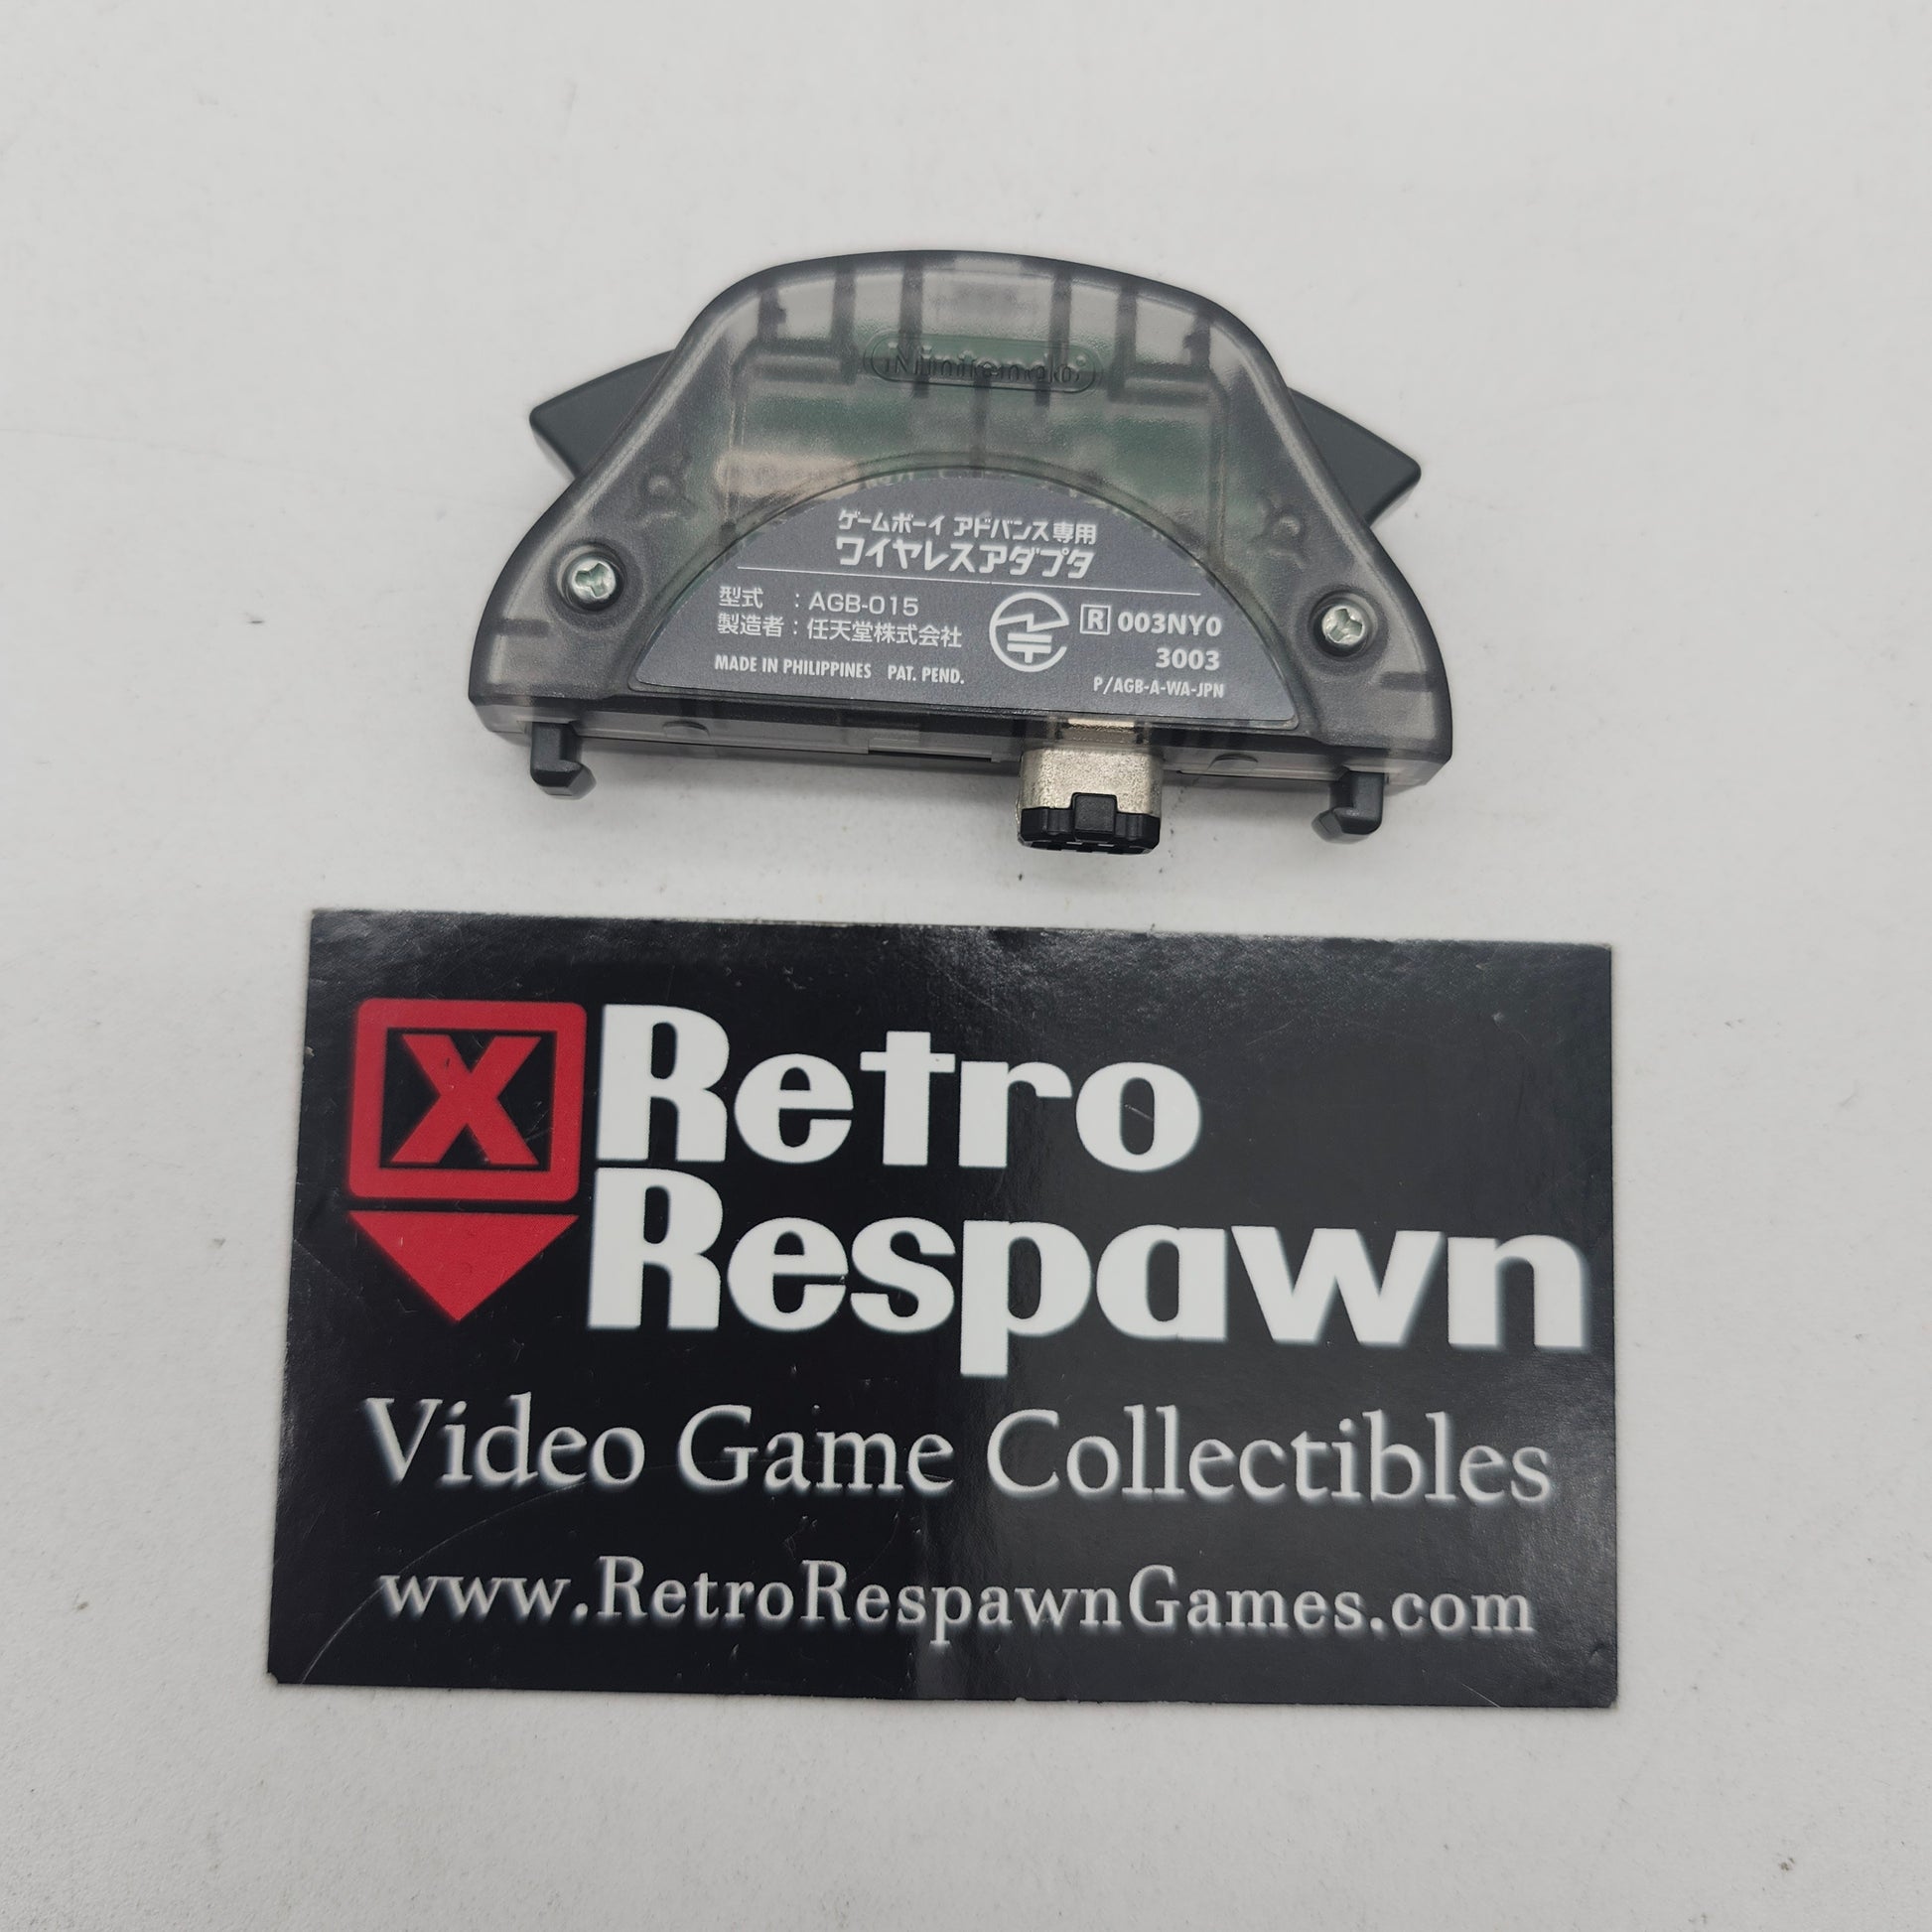 Nintendo
ゲームボーイ アドバンス専用
ワイヤレスアダプタ
型式 : AGB-015
製造者 : 任天堂株式会社
R 003NY0
3003
MADE IN PHILIPPINES PAT. PEND.
P/AGB-A-WA-JPN
X
Retro
Respawn
Video Game Collectibles
www.RetroRespawnGames.com